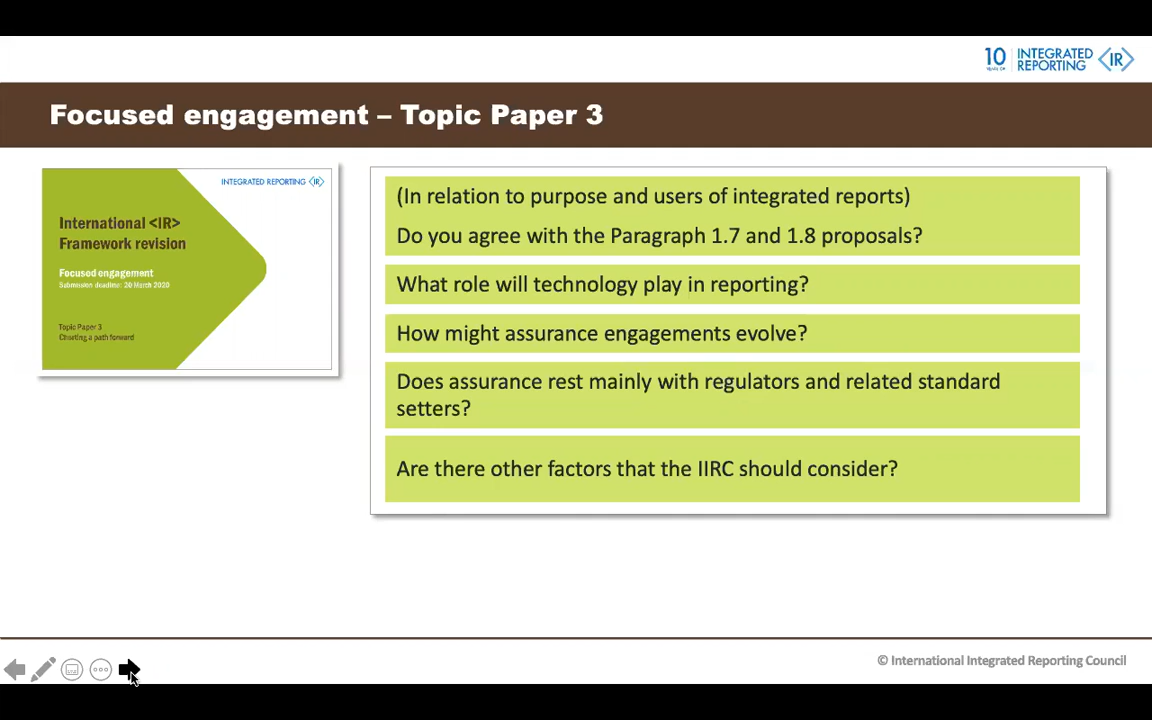 10
YEARS OF
INTEGRATED
REPORTING
<IR>
Focused engagement – Topic Paper 3
INTEGRATED REPORTING <IR>
International <IR>
Framework revision
Focused engagement
Submission deadline: 20 March 2020
Topic Paper 3
Charting a path forward
(In relation to purpose and users of integrated reports)
Do you agree with the Paragraph 1.7 and 1.8 proposals?
What role will technology play in reporting?
How might assurance engagements evolve?
Does assurance rest mainly with regulators and related standard
setters?
Are there other factors that the IIRC should consider?
© International Integrated Reporting Council